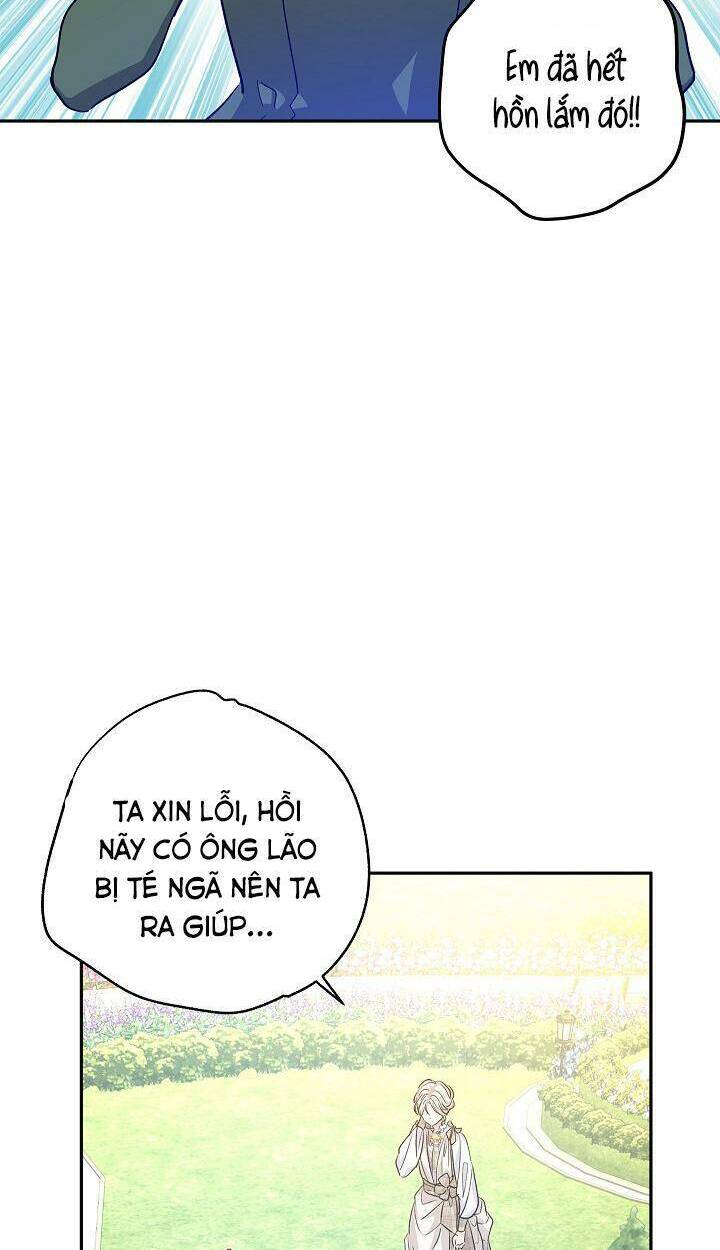 Em đã hết
hồn lắm đó!!
TA XIN LỖI, HỒI
NÃY CÓ ÔNG LÃO
BỊ TÉ NGÃ NÊN TA
RA GIÚP...